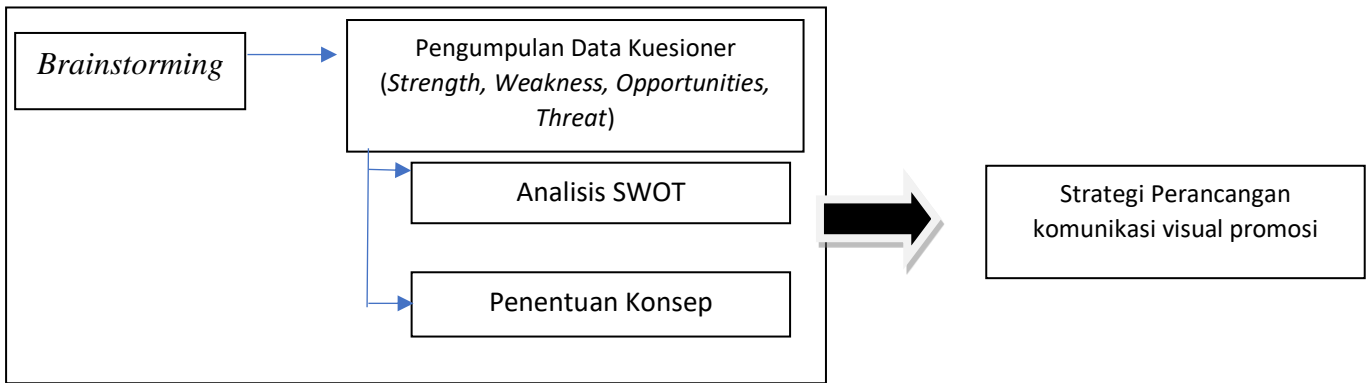 Brainstorming
Pengumpulan Data Kuesioner
(Strength, Weakness, Opportunities,
Threat)
Analisis SWOT
Penentuan Konsep
Strategi Perancangan
komunikasi visual promosi